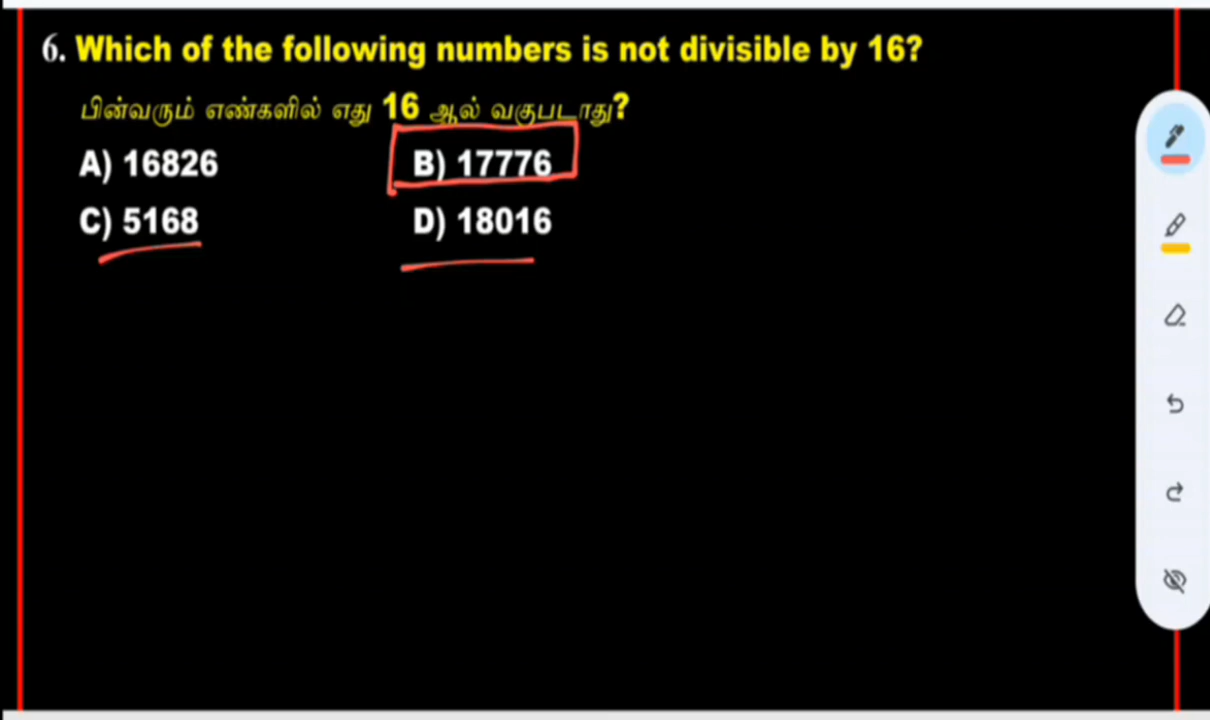 6. Which of the following numbers is not divisible by 16?
பின்வரும் எண்களில் எது 16 ஆல் வகுபடாது?
A) 16826 B) 17776
C) 5168 D) 18016